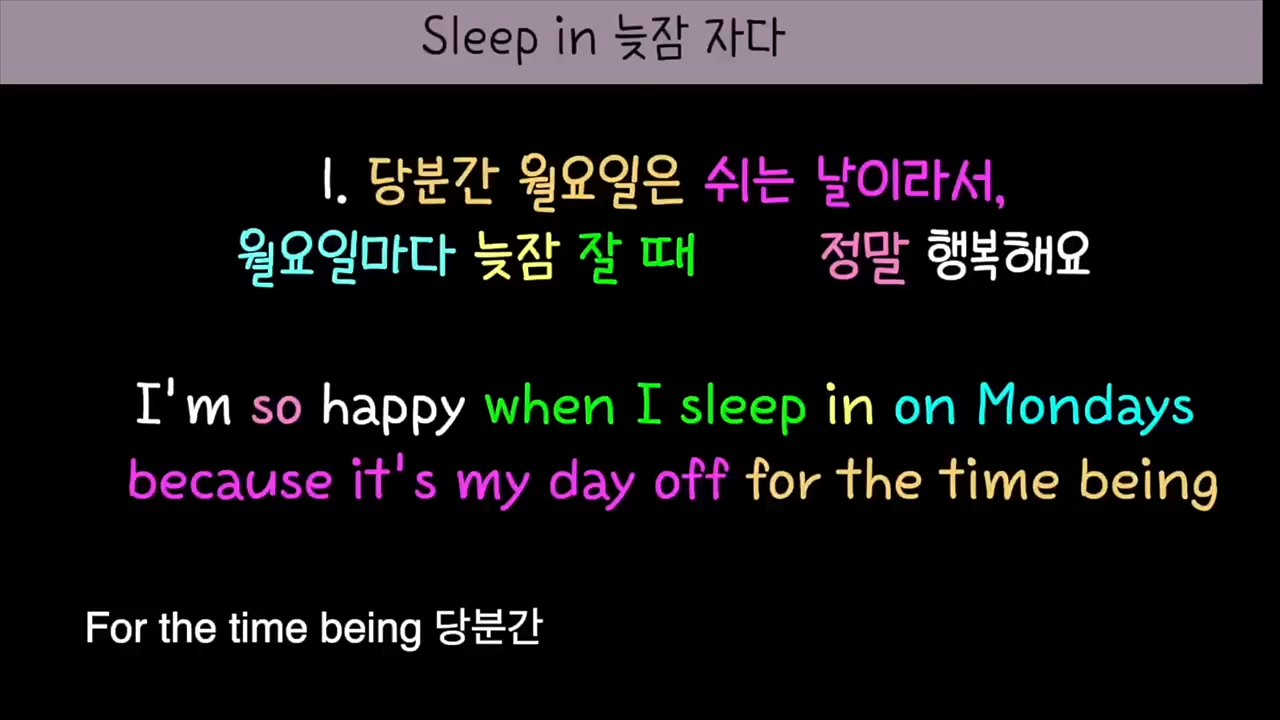 Sleep in 늦잠 자다
1. 당분간 월요일은 쉬는 날이라서,
월요일마다 늦잠 잘 때 정말 행복해요
I'm so happy when I sleep in on Mondays
because it's my day off for the time being
For the time being 당분간